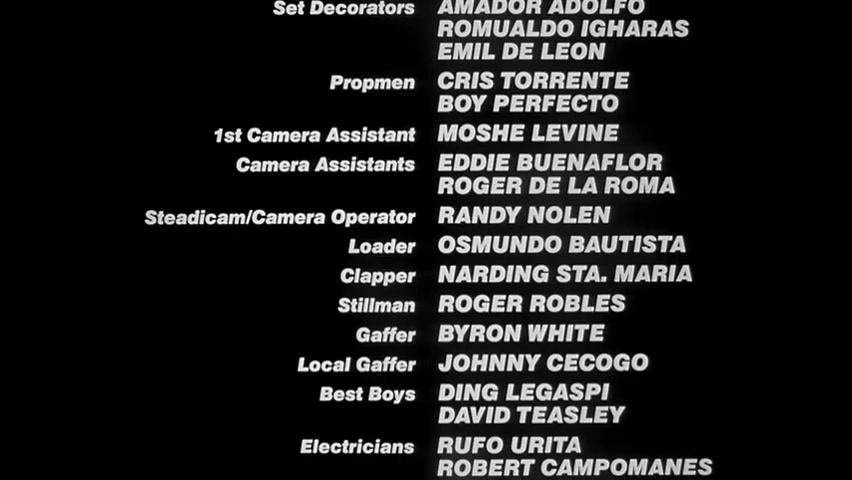 Set Decorators AMADOR ADOLFO
ROMUALDO IGHARAS
EMIL DE LEON
Propmen CRIS TORRENTE
BOY PERFECTO
1st Camera Assistant MOSHE LEVINE
Camera Assistants EDDIE BUENAFLOR
ROGER DE LA ROMA
Steadicam/Camera Operator RANDY NOLEN
Loader OSMUNDO BAUTISTA
Clapper NARDING STA. MARIA
Stillman ROGER ROBLES
Gaffer BYRON WHITE
Local Gaffer JOHNNY CECOGO
Best Boys DING LEGASPI
DAVID TEASLEY
Electricians RUFO URITA
ROBERT CAMPOMANES